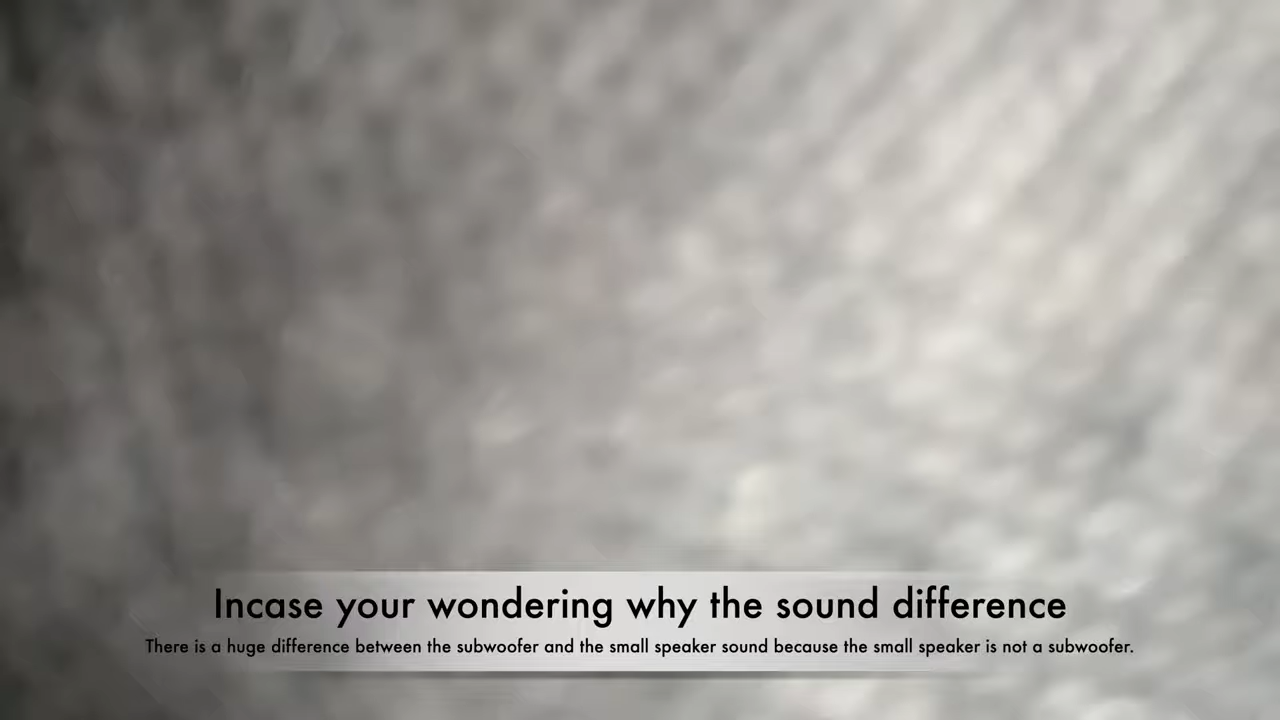 Incase your wondering why the sound difference
There is a huge difference between the subwoofer and the small speaker sound because the small speaker is not a subwoofer.